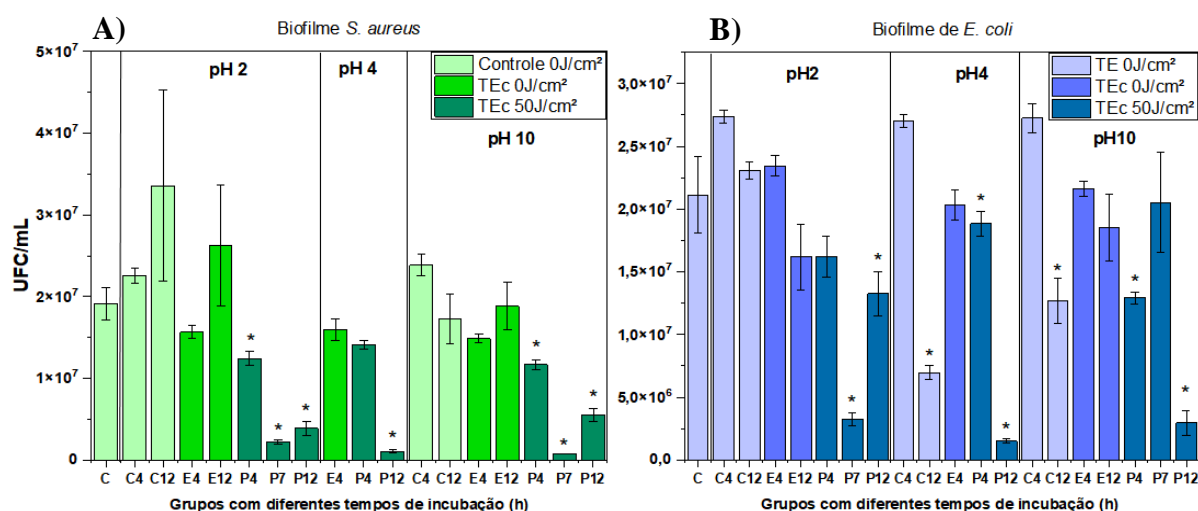 A)
Biofilme S. aureus
pH 2
pH 4
Controle 0J/cm²
TEc 0J/cm²
TEc 50J/cm²
pH 10
UFC/mL
5×10⁷
4×10⁷
3×10⁷
2×10⁷
1×10⁷
0
*
*
*
*
*
*
*
C C4 C12 E4 E12 P4 P7 P12 E4 P4 P12 C4 C12 E4 E12 P4 P7 P12
Grupos com diferentes tempos de incubação (h)
B)
Biofilme de E. coli
pH2
pH4
TE 0J/cm²
TEc 0J/cm²
TEc 50J/cm²
pH10
3,0×10⁷
2,5×10⁷
2,0×10⁷
1,5×10⁷
1,0×10⁷
5,0×10⁶
0,0
*
*
*
*
*
*
*
*
C C4 C12 E4 E12 P4 P7 P12 C4 C12 E4 P4 P12 C4 C12 E4 E12 P4 P7 P12
Grupos com diferentes tempos de incubação (h)